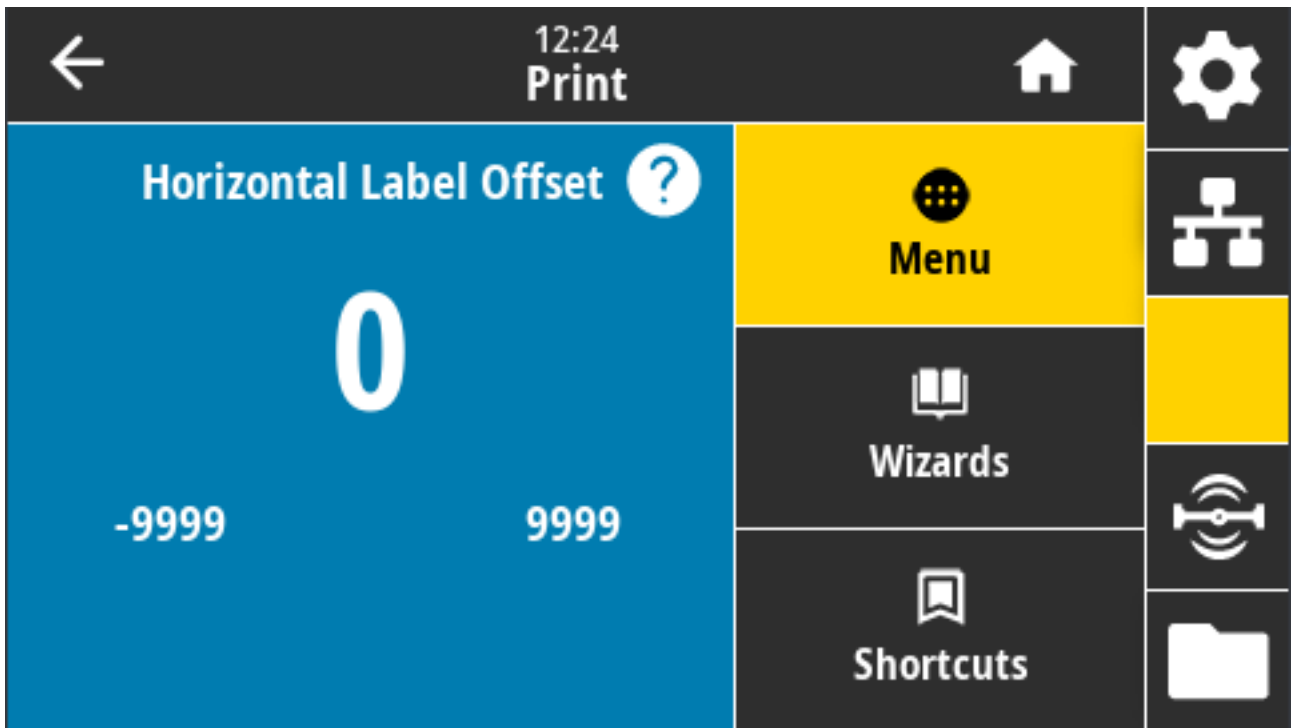 12:24
Print
Horizontal Label Offset ?
0
-9999 9999
Menu
Wizards
Shortcuts